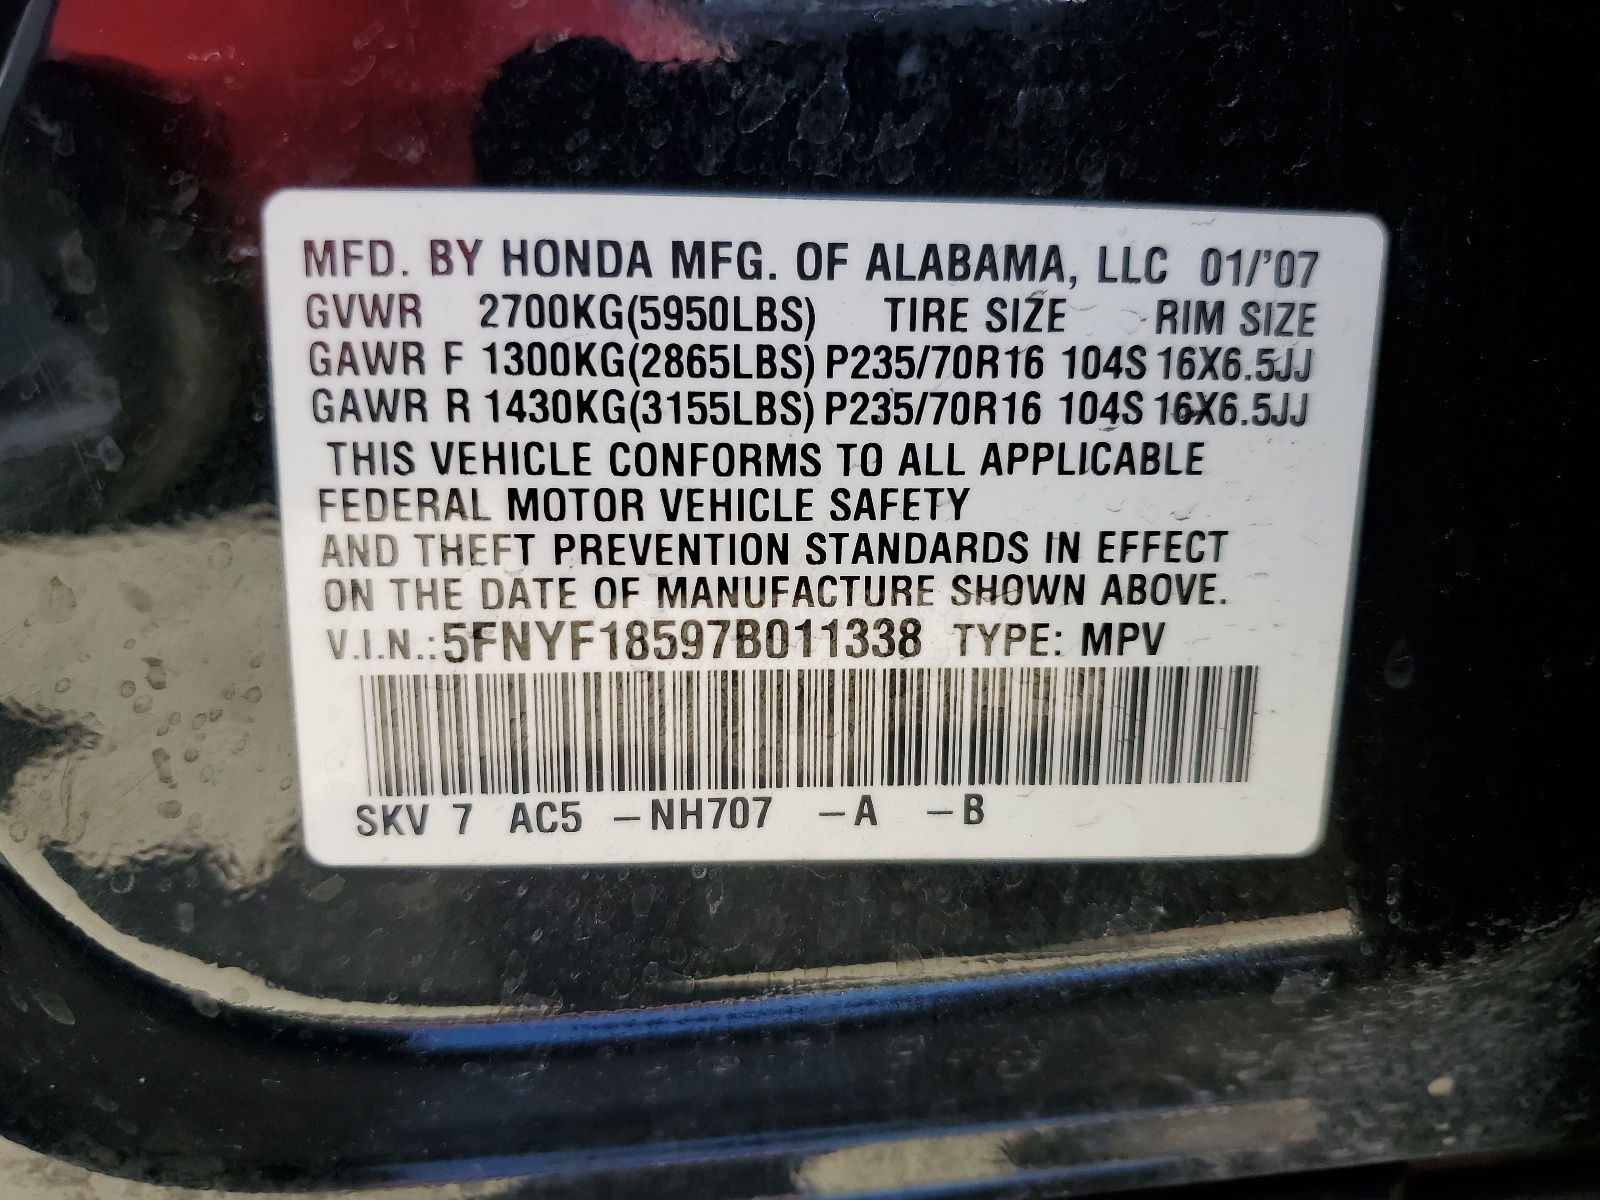 MFD. BY HONDA MFG. OF ALABAMA, LLC 01/'07
GVWR 2700KG(5950LBS) TIRE SIZE RIM SIZE
GAWR F 1300KG(2865LBS) P235/70R16 104S 16X6.5JJ
GAWR R 1430KG(3155LBS) P235/70R16 104S 16X6.5JJ
THIS VEHICLE CONFORMS TO ALL APPLICABLE
FEDERAL MOTOR VEHICLE SAFETY
AND THEFT PREVENTION STANDARDS IN EFFECT
ON THE DATE OF MANUFACTURE SHOWN ABOVE.
V.I.N.:5FNYF18597B011338 TYPE: MPV
SKV 7 AC5 –NH707 –A –B